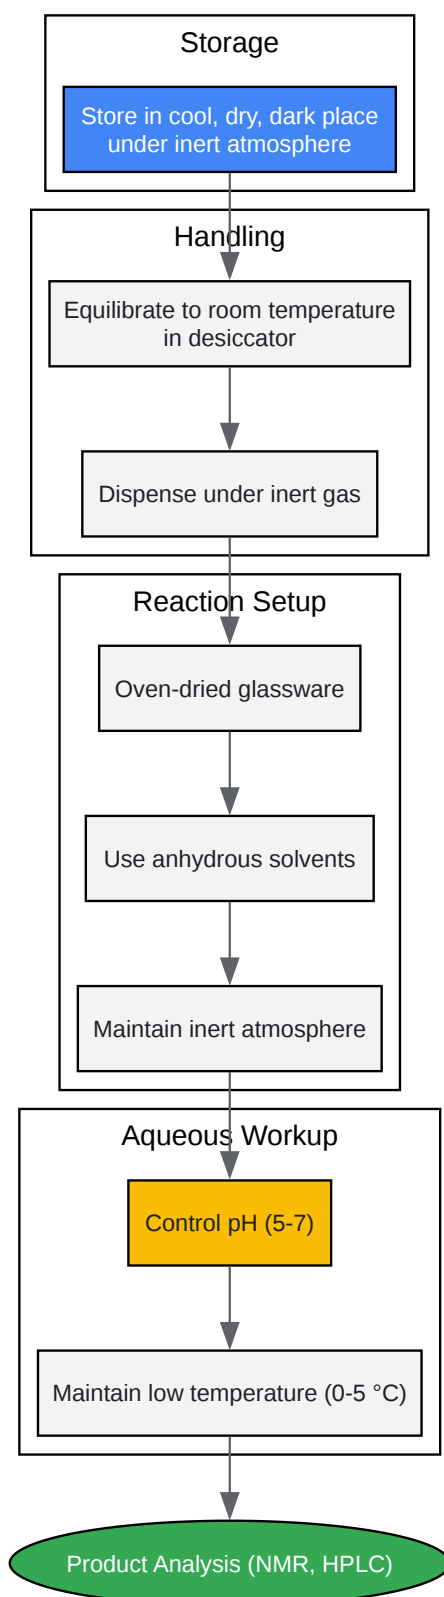 Storage
Store in cool, dry, dark place
under inert atmosphere
Handling
Equilibrate to room temperature
in desiccator
Dispense under inert gas
Reaction Setup
Oven-dried glassware
Use anhydrous solvents
Maintain inert atmosphere
Aqueous Workup
Control pH (5-7)
Maintain low temperature (0-5 °C)
Product Analysis (NMR, HPLC)